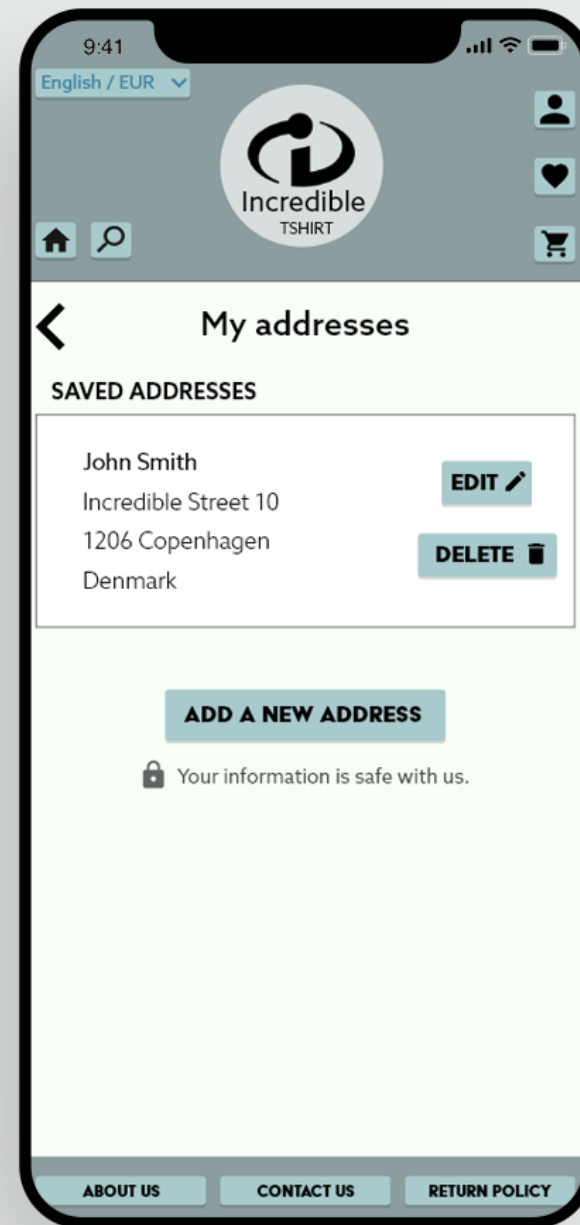 9:41
English / EUR
Incredible
TSHIRT
My addresses
SAVED ADDRESSES
John Smith
Incredible Street 10
1206 Copenhagen
Denmark
EDIT
DELETE
ADD A NEW ADDRESS
Your information is safe with us.
ABOUT US
CONTACT US
RETURN POLICY